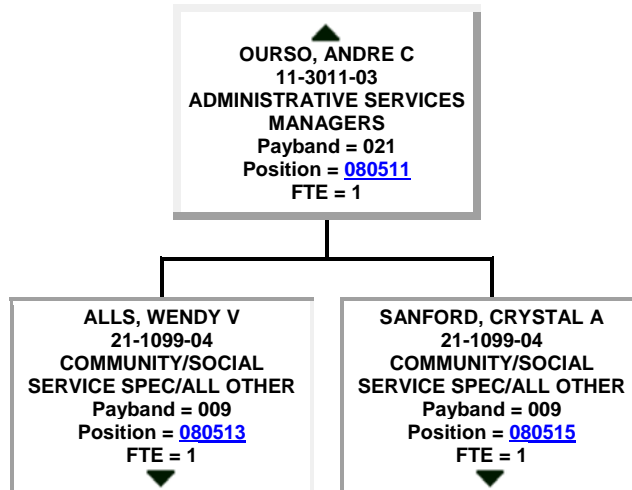 OURSO, ANDRE C
11-3011-03
ADMINISTRATIVE SERVICES
MANAGERS
Payband = 021
Position = 080511
FTE = 1
ALLS, WENDY V
21-1099-04
COMMUNITY/SOCIAL
SERVICE SPEC/ALL OTHER
Payband = 009
Position = 080513
FTE = 1
SANFORD, CRYSTAL A
21-1099-04
COMMUNITY/SOCIAL
SERVICE SPEC/ALL OTHER
Payband = 009
Position = 080515
FTE = 1